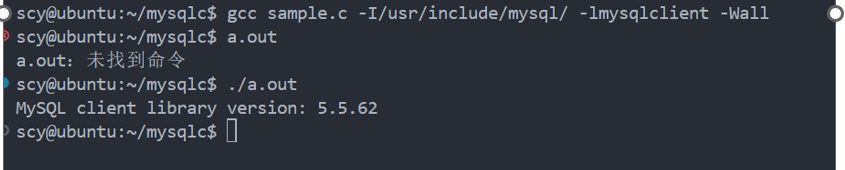 scy@ubuntu:~/mysqlc$ gcc sample.c -I/usr/include/mysql/ -lmysqlclient -Wall
scy@ubuntu:~/mysqlc$ a.out
a.out：未找到命令
scy@ubuntu:~/mysqlc$ ./a.out
MySQL client library version: 5.5.62
scy@ubuntu:~/mysqlc$